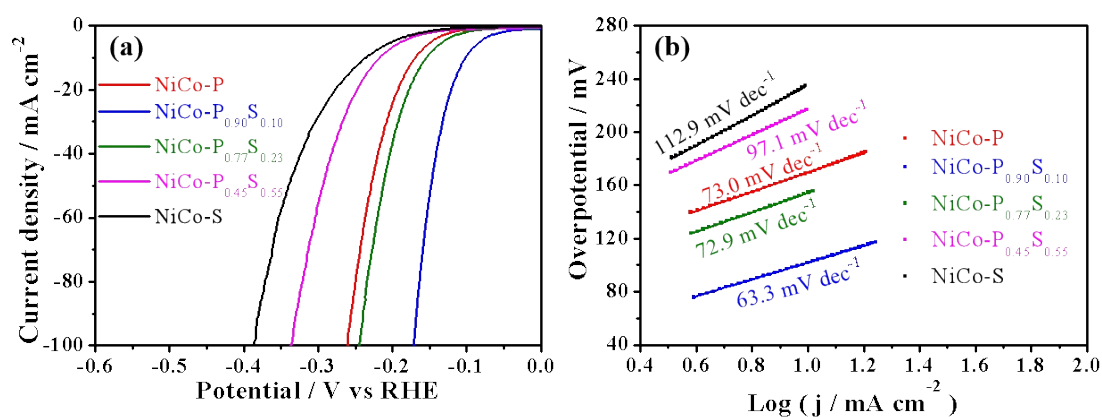 (a)
NiCo-P
NiCo-P0.90S0.10
NiCo-P0.77S0.23
NiCo-P0.45S0.55
NiCo-S
Current density / mA cm-2
0
-20
-40
-60
-80
-100
-0.6 -0.5 -0.4 -0.3 -0.2 -0.1 0.0
Potential / V vs RHE
(b)
Overpotential / mV
280
240
200
160
120
80
40
112.9 mV dec-1
97.1 mV dec-1
73.0 mV dec-1
72.9 mV dec-1
63.3 mV dec-1
NiCo-P
NiCo-P0.90S0.10
NiCo-P0.77S0.23
NiCo-P0.45S0.55
NiCo-S
0.2 0.4 0.6 0.8 1.0 1.2 1.4 1.6 1.8 2.0
Log ( j / mA cm-2)